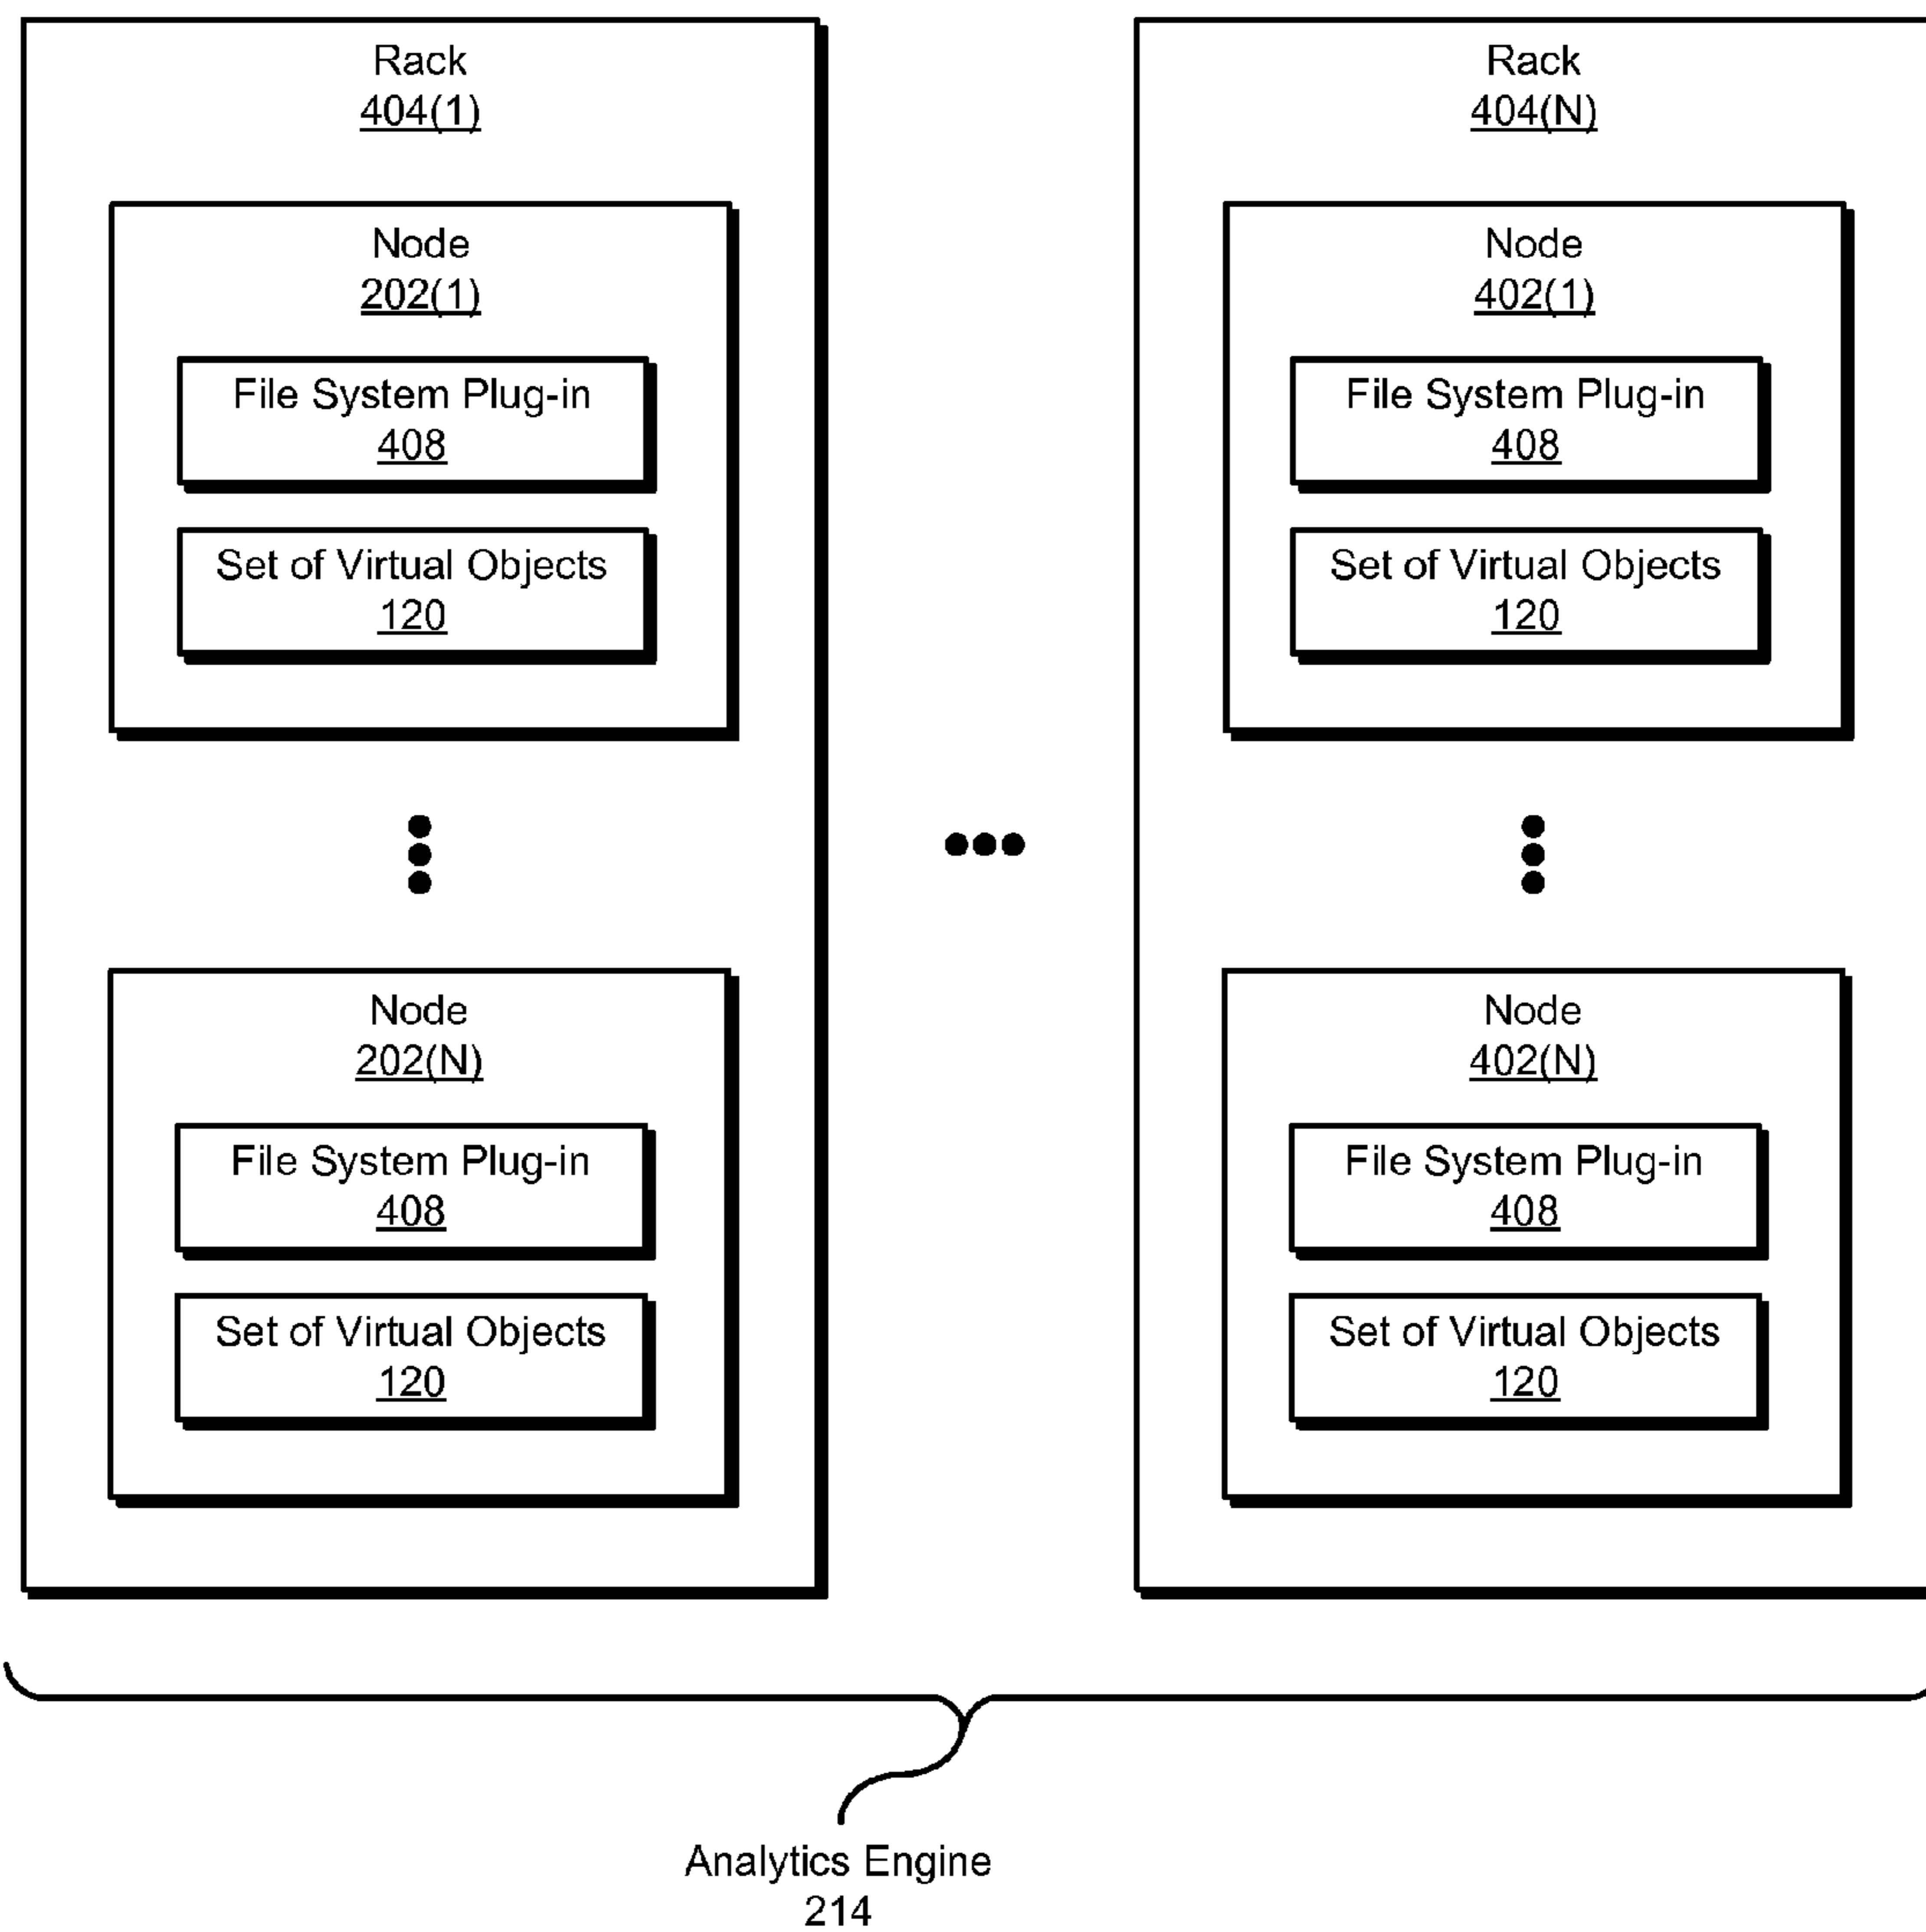 Rack
404(1)
Node
202(1)
File System Plug-in
408
Set of Virtual Objects
120
Node
202(N)
File System Plug-in
408
Set of Virtual Objects
120
Rack
404(N)
Node
402(1)
File System Plug-in
408
Set of Virtual Objects
120
Node
402(N)
File System Plug-in
408
Set of Virtual Objects
120
Analytics Engine
214